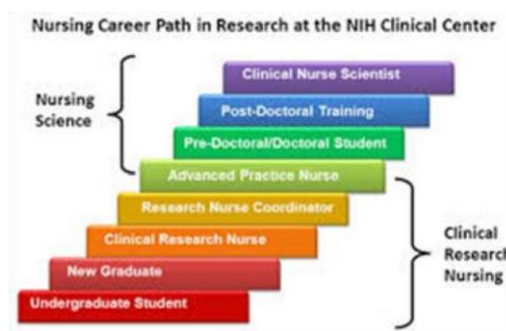 Nursing Career Path in Research at the NIH Clinical Center
Clinical Nurse Scientist
Nursing
Science
Post-Doctoral Training
Pre-Doctoral/Doctoral Student
Advanced Practice Nurse
Research Nurse Coordinator
Clinical Research Nurse
New Graduate
Undergraduate Student
Clinical
Research
Nursing